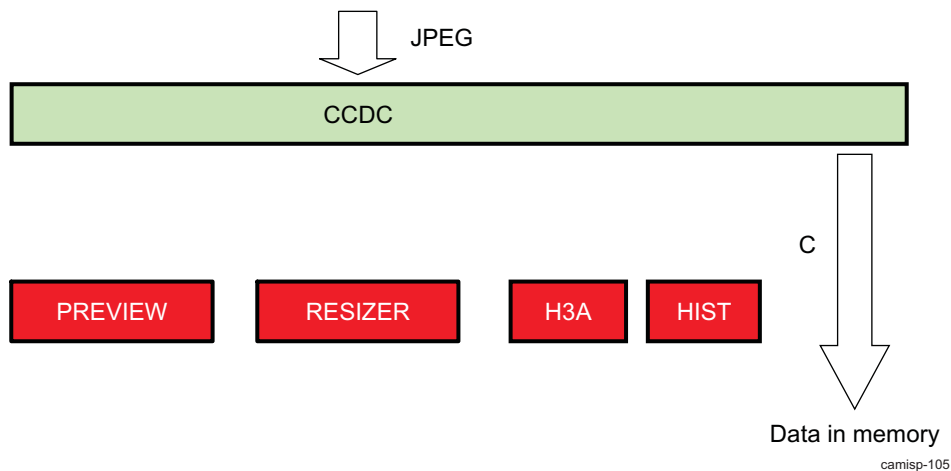 JPEG
CCDC
C
PREVIEW
RESIZER
H3A
HIST
Data in memory
camisp-105